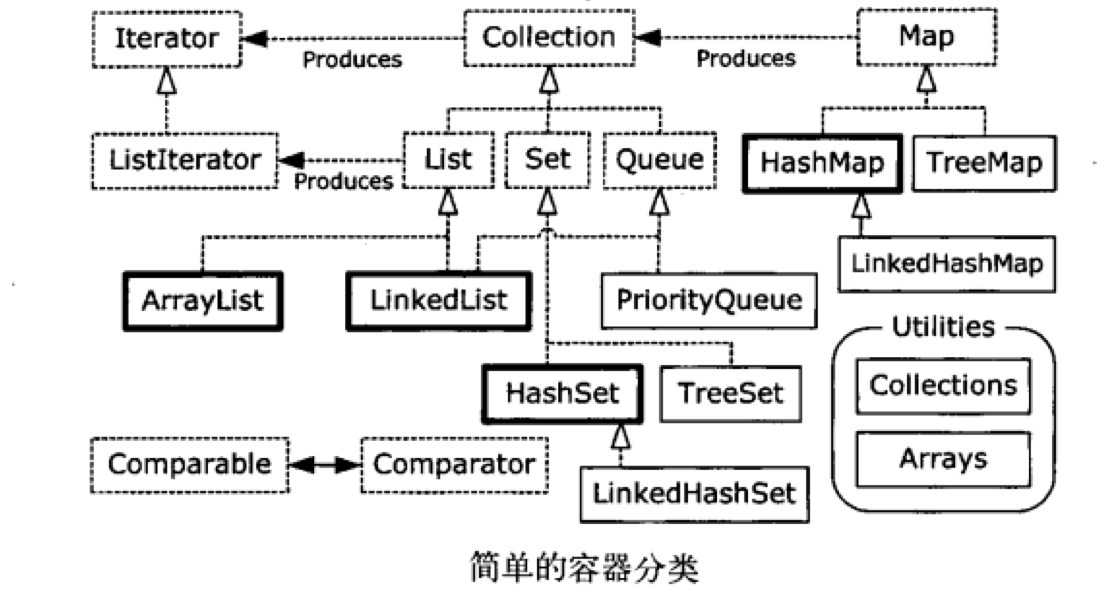 Iterator
Produces
Collection
Produces
Map
ListIterator
Produces
List
Set
Queue
HashMap
TreeMap
LinkedHashMap
ArrayList
LinkedList
PriorityQueue
Utilities
Collections
Arrays
HashSet
TreeSet
Comparable
Comparator
LinkedHashSet
简单的容器分类